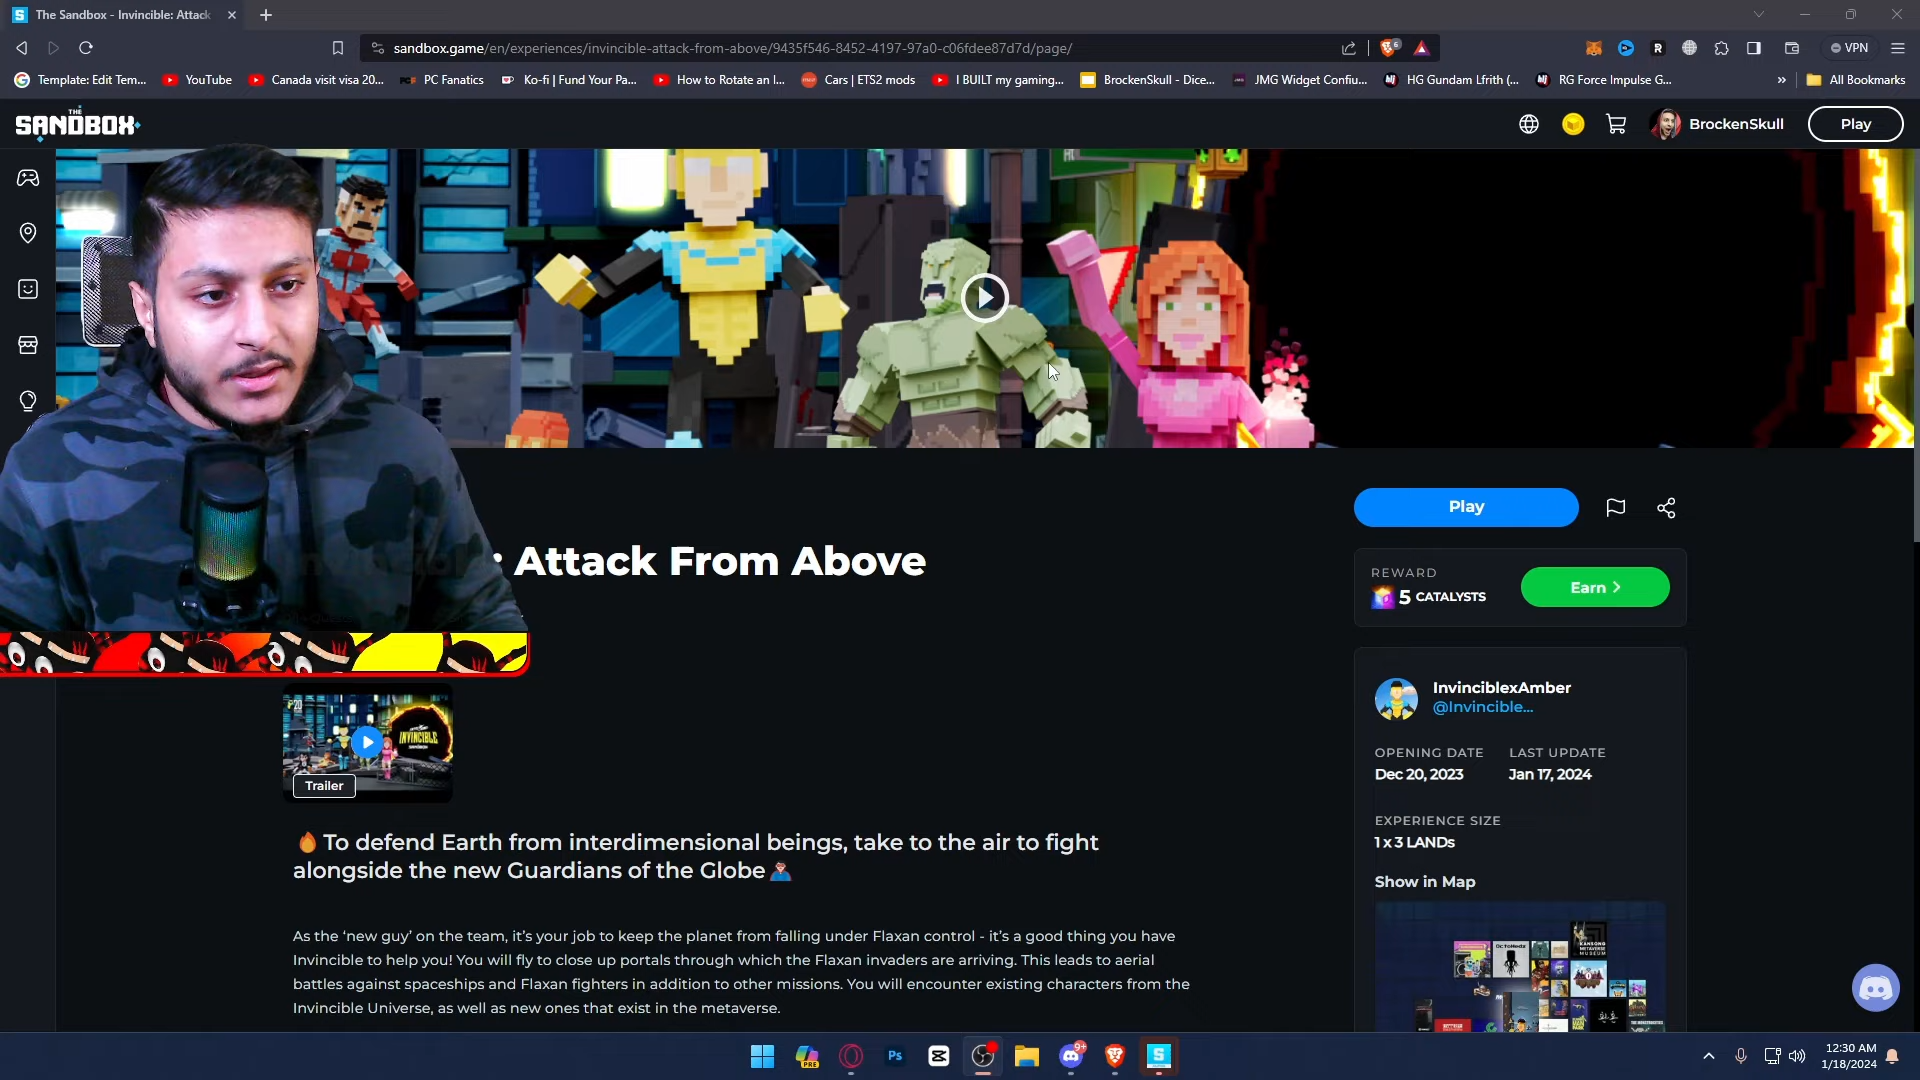 The Sandbox - Invincible: Attack
sandbox.game/en/experiences/invincible-attack-from-above/9435f546-8452-4197-97a0-c06fdee87d7d/page/
6
R
VPN
Template: Edit Tem...
YouTube
Canada visit visa 20...
PC Fanatics
Ko-fi | Fund Your Pa...
How to Rotate an I...
Cars | ETS2 mods
I BUILT my gaming...
BrockenSkull - Dice...
JMG Widget Confiu...
HG Gundam Lfrith (...
RG Force Impulse G...
»
All Bookmarks
THE
SANDBOX
BrockenSkull
Play
Play
: Attack From Above
REWARD
5 CATALYSTS
Earn >
InvinciblexAmber
@Invincible...
INVINCIBLE
Trailer
OPENING DATE
LAST UPDATE
Dec 20, 2023
Jan 17, 2024
EXPERIENCE SIZE
1 x 3 LANDs
Show in Map
🔥To defend Earth from interdimensional beings, take to the air to fight
alongside the new Guardians of the Globe🦸
As the ‘new guy’ on the team, it’s your job to keep the planet from falling under Flaxan control - it’s a good thing you have
Invincible to help you! You will fly to close up portals through which the Flaxan invaders are arriving. This leads to aerial
battles against spaceships and Flaxan fighters in addition to other missions. You will encounter existing characters from the
Invincible Universe, as well as new ones that exist in the metaverse.
PRE
Ps
9+
S
12:30 AM
1/18/2024